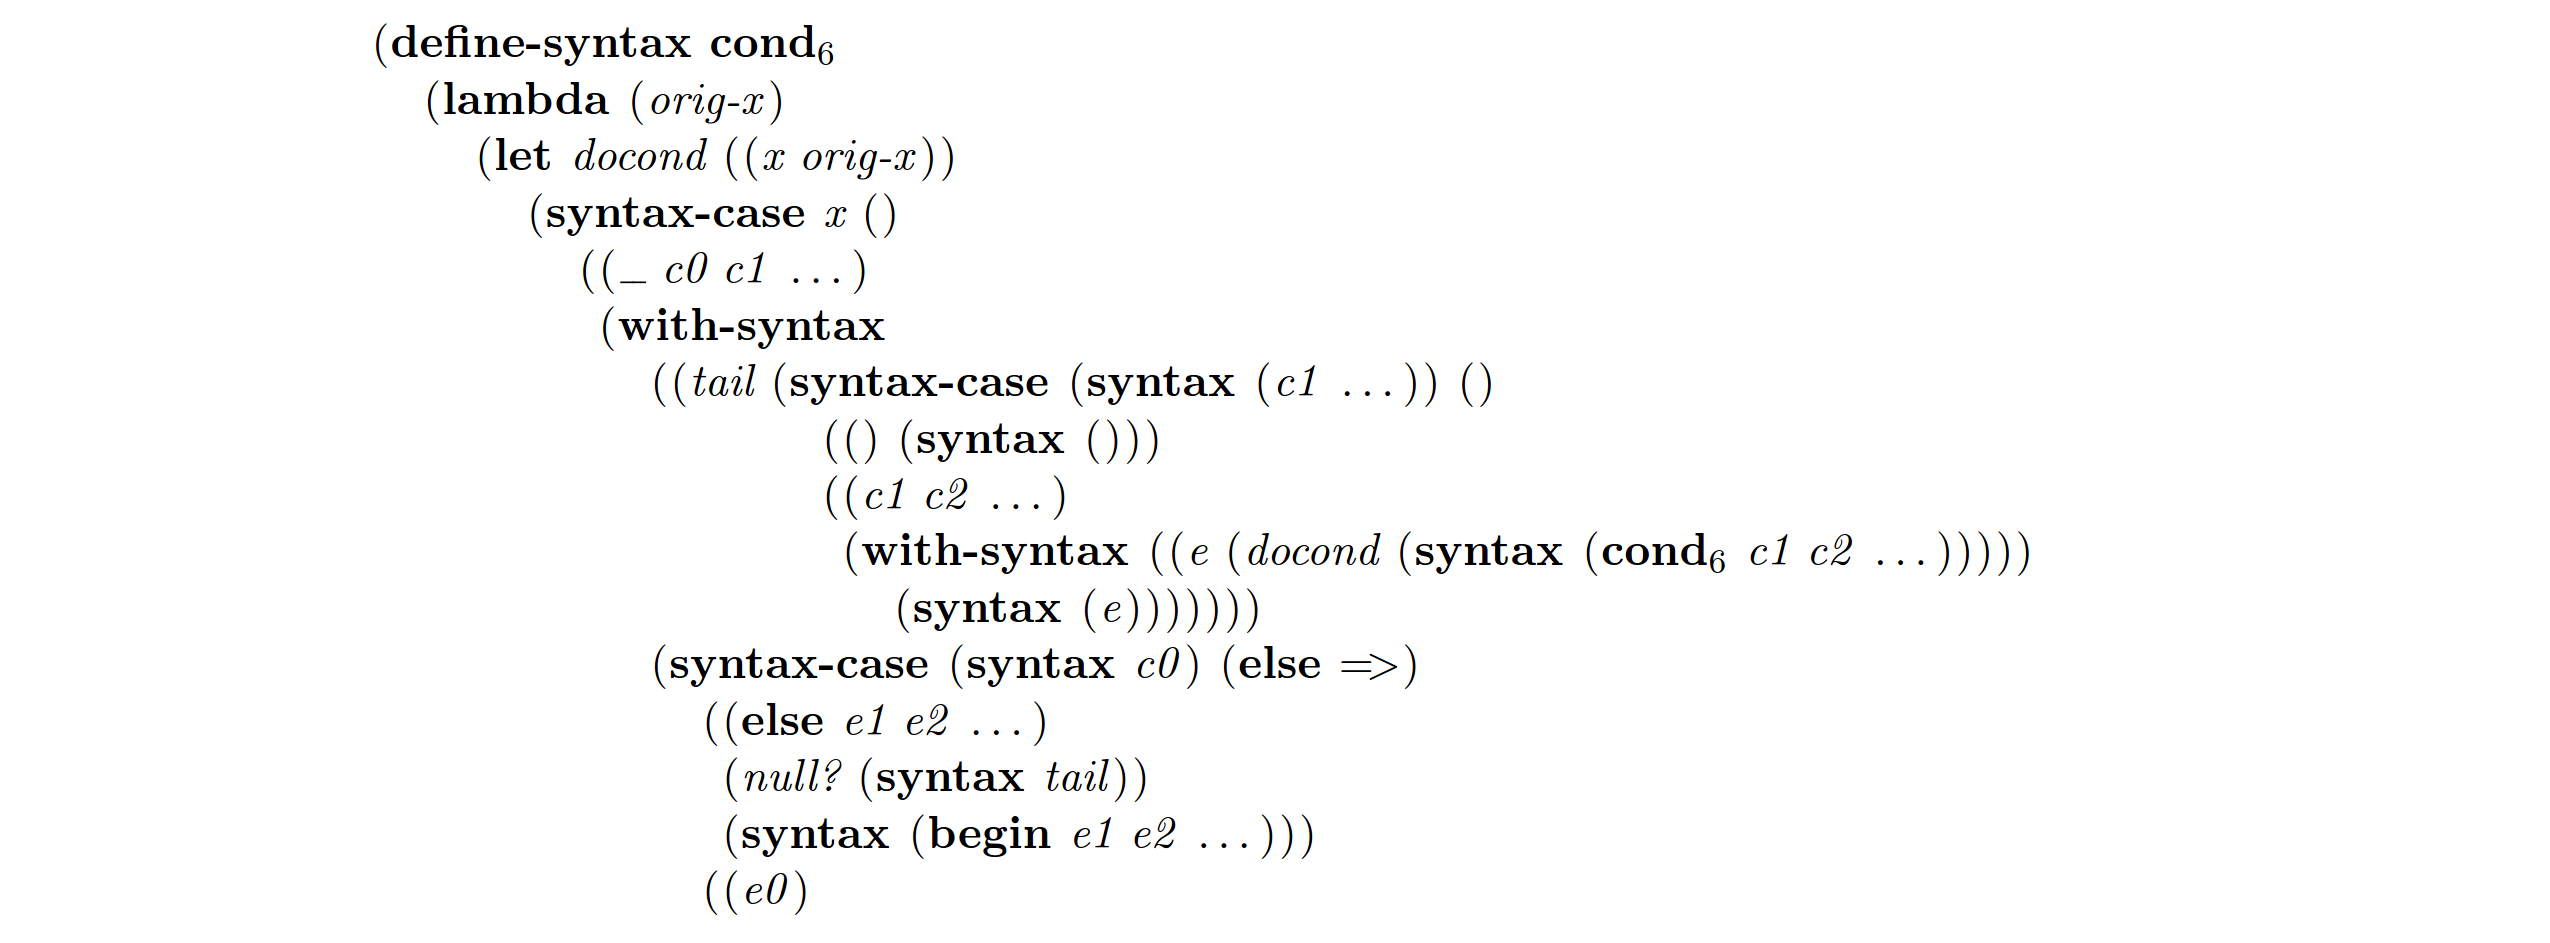 (define-syntax cond₆
(lambda (orig-x)
(let docond ((x orig-x))
(syntax-case x ()
((_ c0 c1 ...)
(with-syntax
((tail (syntax-case (syntax (c1 ...)) ()
(() (syntax ()))
((c1 c2 ...)
(with-syntax ((e (docond (syntax (cond₆ c1 c2 ...)))))
(syntax (e)))))))
(syntax-case (syntax c0) (else =>)
((else e1 e2 ...)
(null? (syntax tail))
(syntax (begin e1 e2 ...)))
((e0)